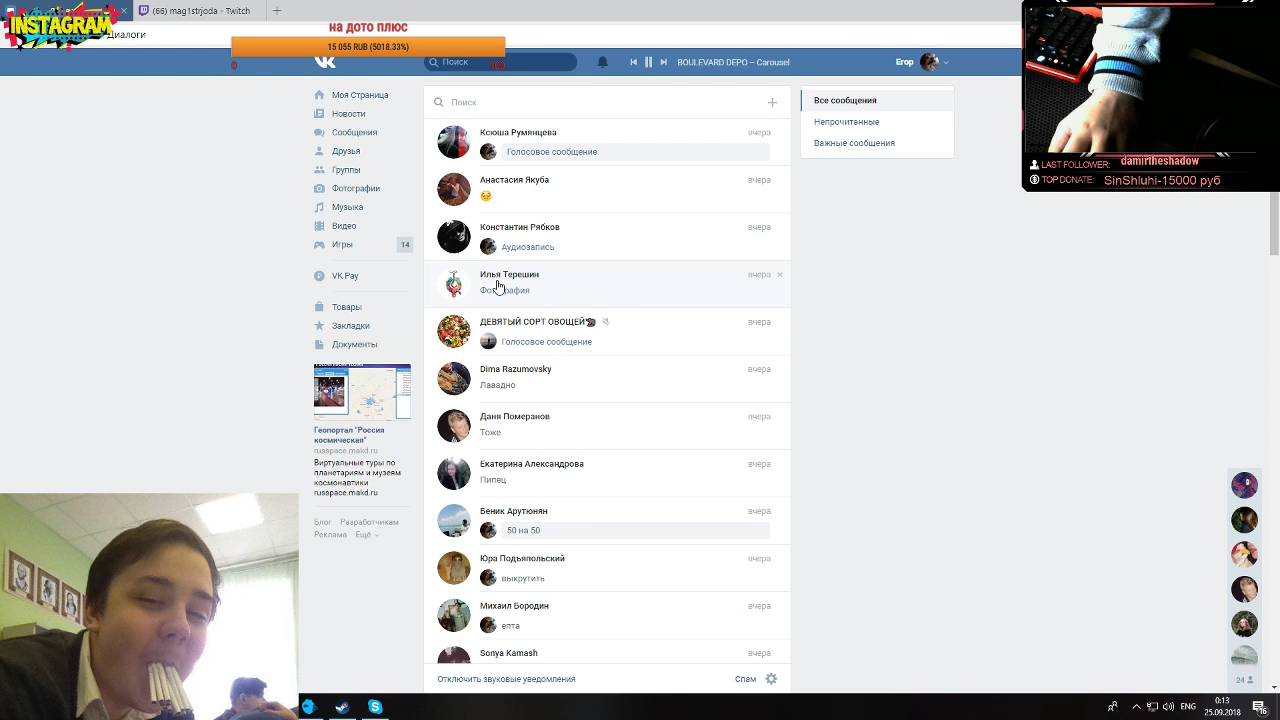 INSTAGRAM
(66) mag1strjoda - Twitch
Диалоги
на дото плюс
15 055 RUB (5018.33%)
0
Поиск
BOULEVARD DEPO – Carousel
Егор
Моя Страница
Новости
Сообщения
Друзья
Группы
Фотографии
Музыка
Видео
Игры
14
VK Pay
Товары
Закладки
Документы
Геопортал "Россия
космическая"
russpace.makd.ru
Виртуальные туры по
планетариям и музеям
космонавтики
russpace.makd.ru
Блог Разработчикам
Реклама Ещё
Поиск
Ксюша Румянцева
вчера
Голосовое сообщение
Анастасия Якуба
вчера
Константин Рябков
вчера
Аудиозапись
Илья Терешин
вчера
Фотография
ДЕВЯТЫЙ СОРТ ОВОЩЕЙ
вчера
Голосовое сообщение
Dima Razumovsky
вчера
Лааадно
Даня Померанов
вчера
Тоже
Екатерина Александрова
вчера
Пипец
Беник Арутюнян
вчера
50 на 50
Юра Подъяпольский
вчера
выкрутить
Михаил Бородин
вчера
епта
Sonya Kamash
вчера
Отключить звуковые уведомления
Спам
Все сообщения
Непрочитанные
Важные сообщения
LAST FOLLOWER: damirtheshadow
TOP DONATE: SinShluhi-15000 руб
24
ENG
0:13
25.09.2018